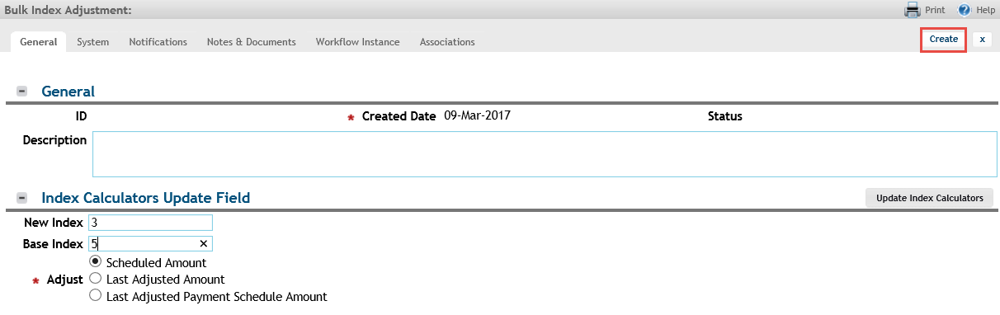 Bulk Index Adjustment: Print Help
General System Notifications Notes & Documents Workflow Instance Associations Create x
General
ID * Created Date 09-Mar-2017 Status
Description
Index Calculators Update Field Update Index Calculators
New Index 3
Base Index 5 ×
Scheduled Amount
* Adjust Last Adjusted Amount
Last Adjusted Payment Schedule Amount